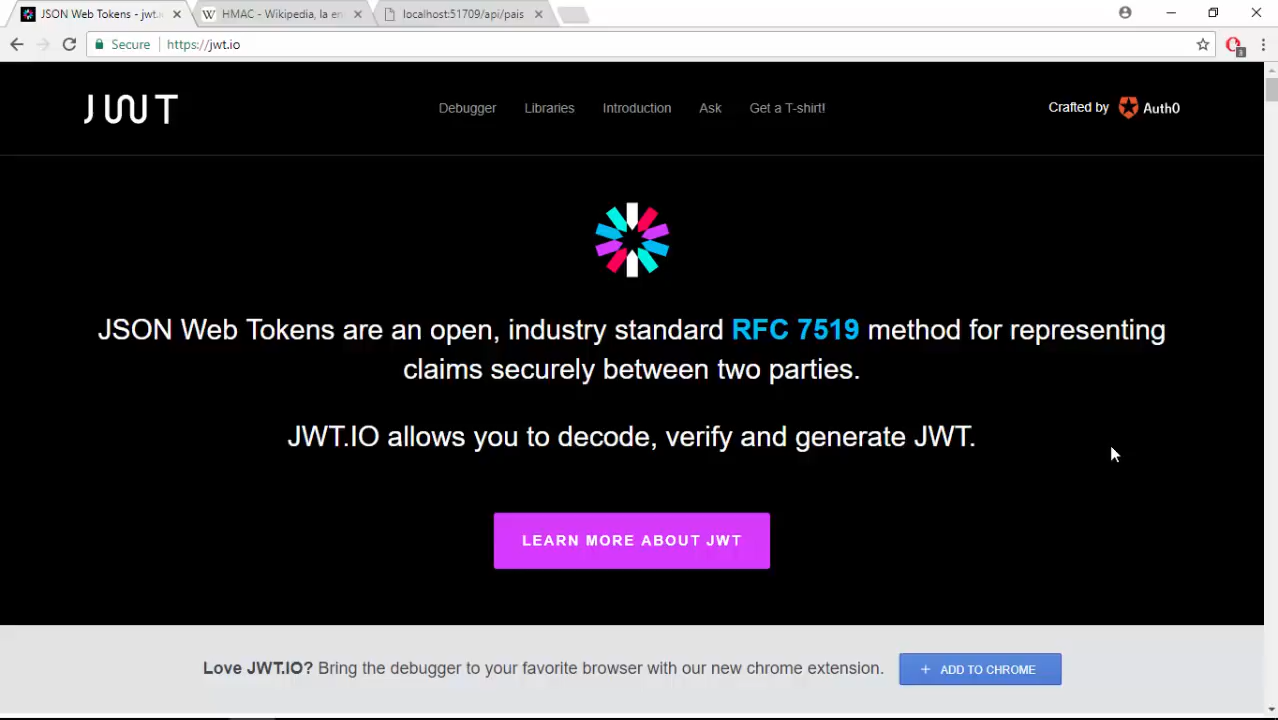 JSON Web Tokens - jwt.
HMAC - Wikipedia, la en
localhost:51709/api/pais
Secure https://jwt.io
3
JWT
Debugger Libraries Introduction Ask Get a T-shirt!
Crafted by Auth0
JSON Web Tokens are an open, industry standard RFC 7519 method for representing
claims securely between two parties.
JWT.IO allows you to decode, verify and generate JWT.
LEARN MORE ABOUT JWT
Love JWT.IO? Bring the debugger to your favorite browser with our new chrome extension.
+ ADD TO CHROME